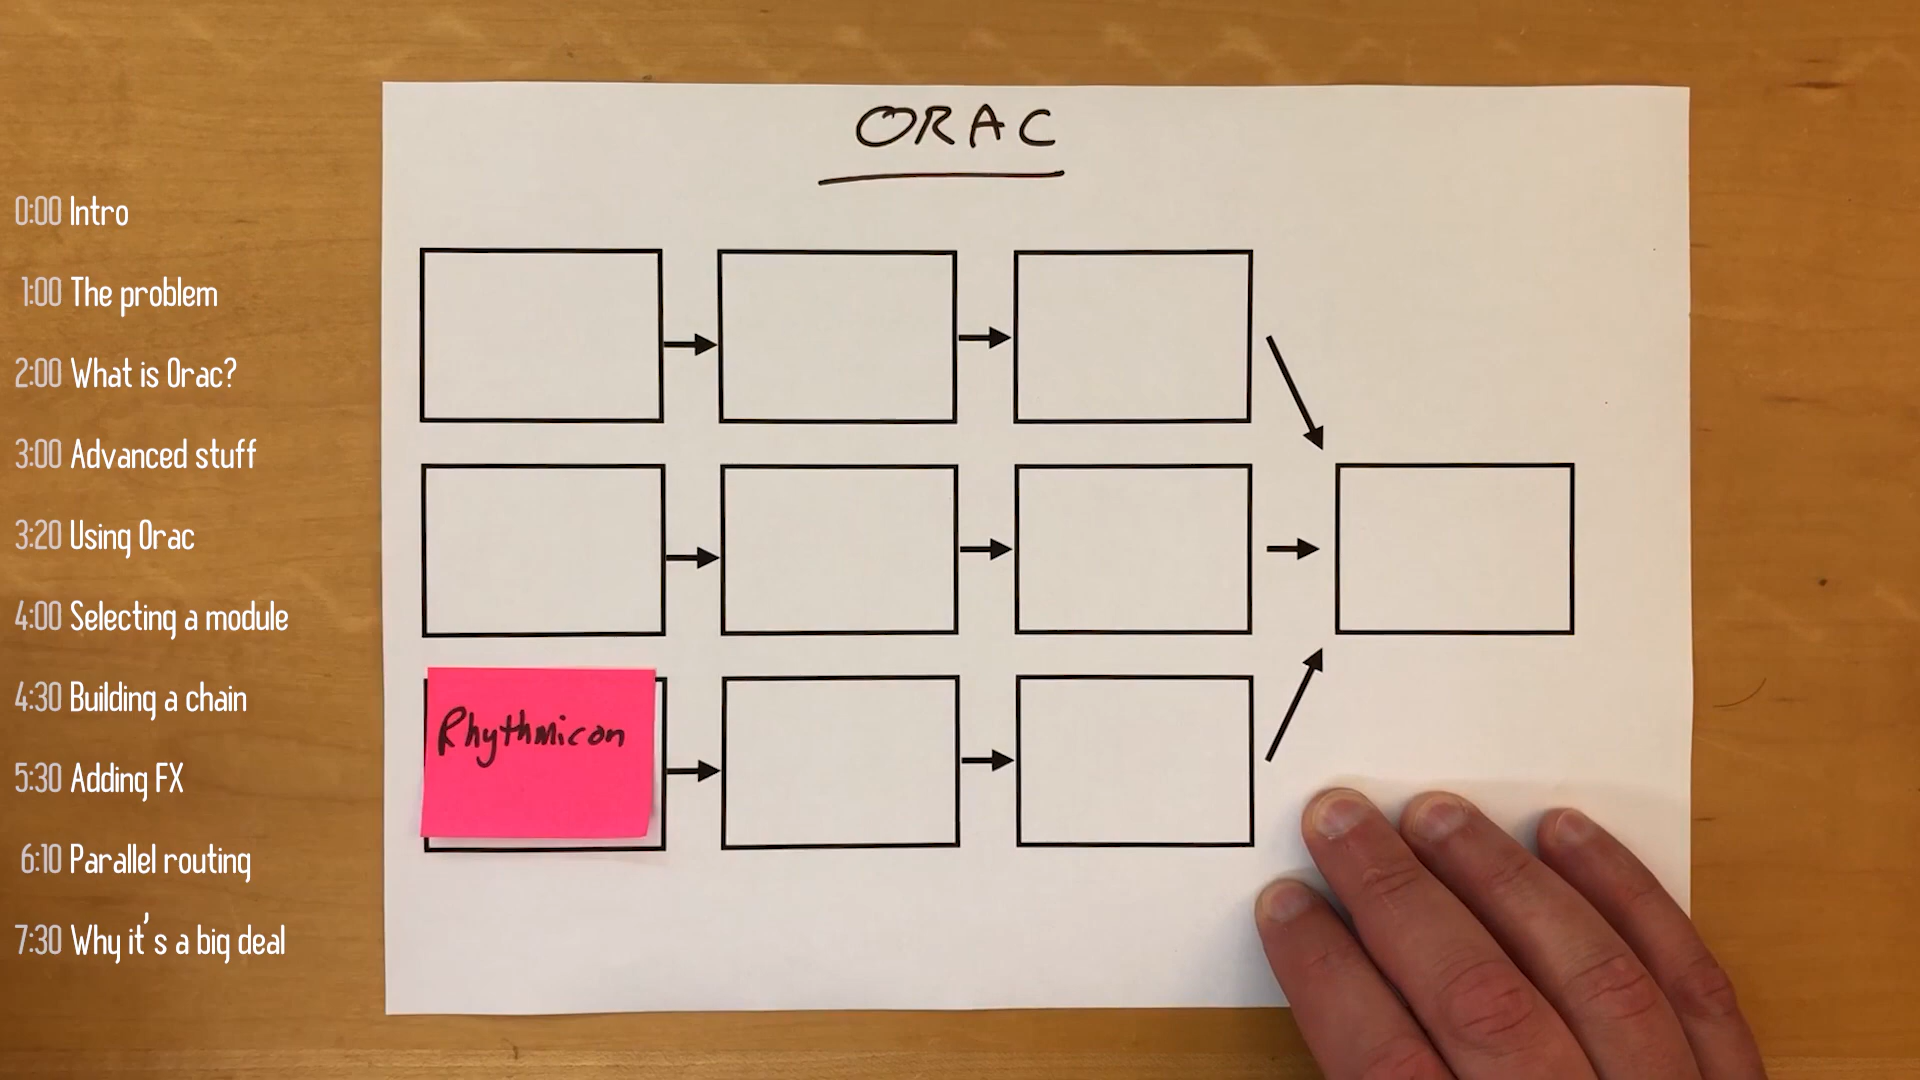 ORAC
0:00 Intro
1:00 The problem
2:00 What is Orac?
3:00 Advanced stuff
3:20 Using Orac
4:00 Selecting a module
4:30 Building a chain
5:30 Adding FX
6:10 Parallel routing
7:30 Why it's a big deal
Rhythmicon